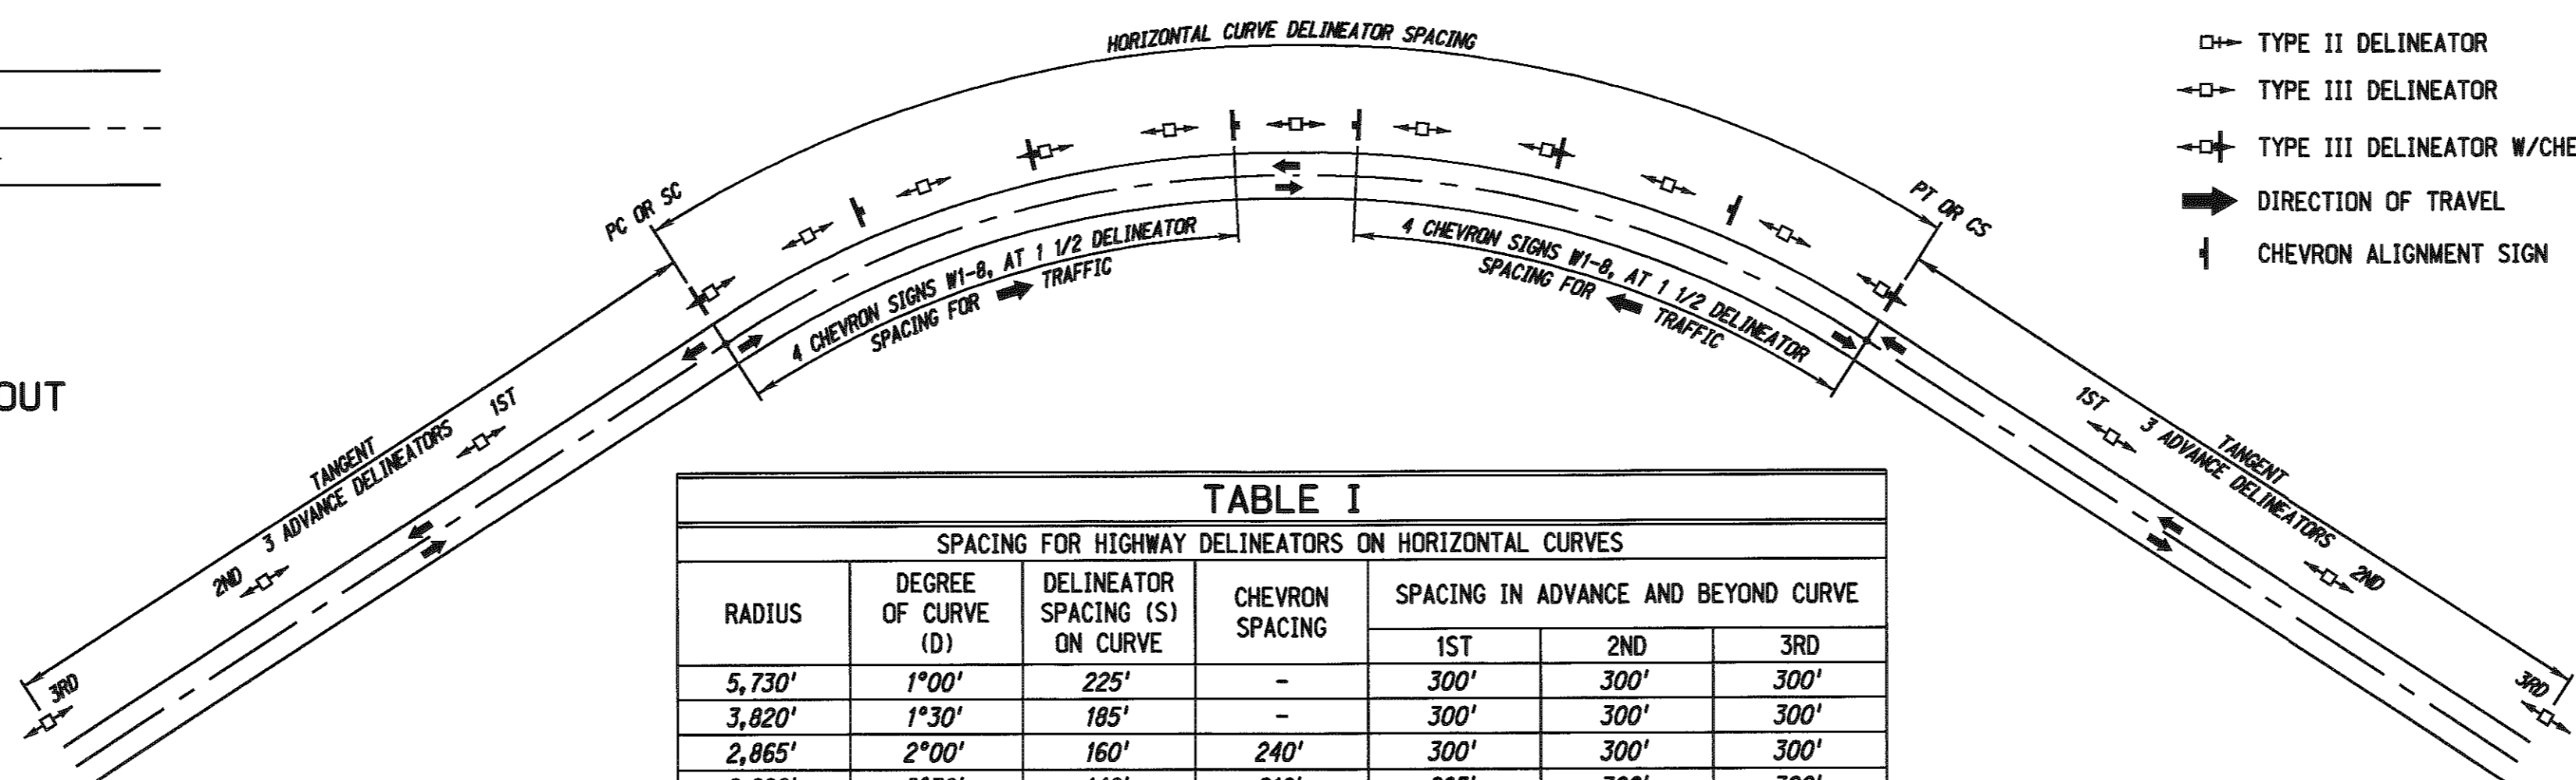 HORIZONTAL CURVE DELINEATOR SPACING
TYPE II DELINEATOR
TYPE III DELINEATOR
TYPE III DELINEATOR W/CHE
DIRECTION OF TRAVEL
CHEVRON ALIGNMENT SIGN
PC OR SC
PT OR CS
4 CHEVRON SIGNS W1-8, AT 1 1/2 DELINEATOR
SPACING FOR TRAFFIC
4 CHEVRON SIGNS W1-8, AT 1 1/2 DELINEATOR
SPACING FOR TRAFFIC
OUT
1ST
TANGENT
3 ADVANCE DELINEATORS
2ND
3RD
1ST
TANGENT
3 ADVANCE DELINEATORS
2ND
3RD
TABLE I
SPACING FOR HIGHWAY DELINEATORS ON HORIZONTAL CURVES
RADIUS
DEGREE
OF CURVE
(D)
DELINEATOR
SPACING (S)
ON CURVE
CHEVRON
SPACING
SPACING IN ADVANCE AND BEYOND CURVE
1ST 2ND 3RD
5,730' 1°00' 225' - 300' 300' 300'
3,820' 1°30' 185' - 300' 300' 300'
2,865' 2°00' 160' 240' 300' 300' 300'